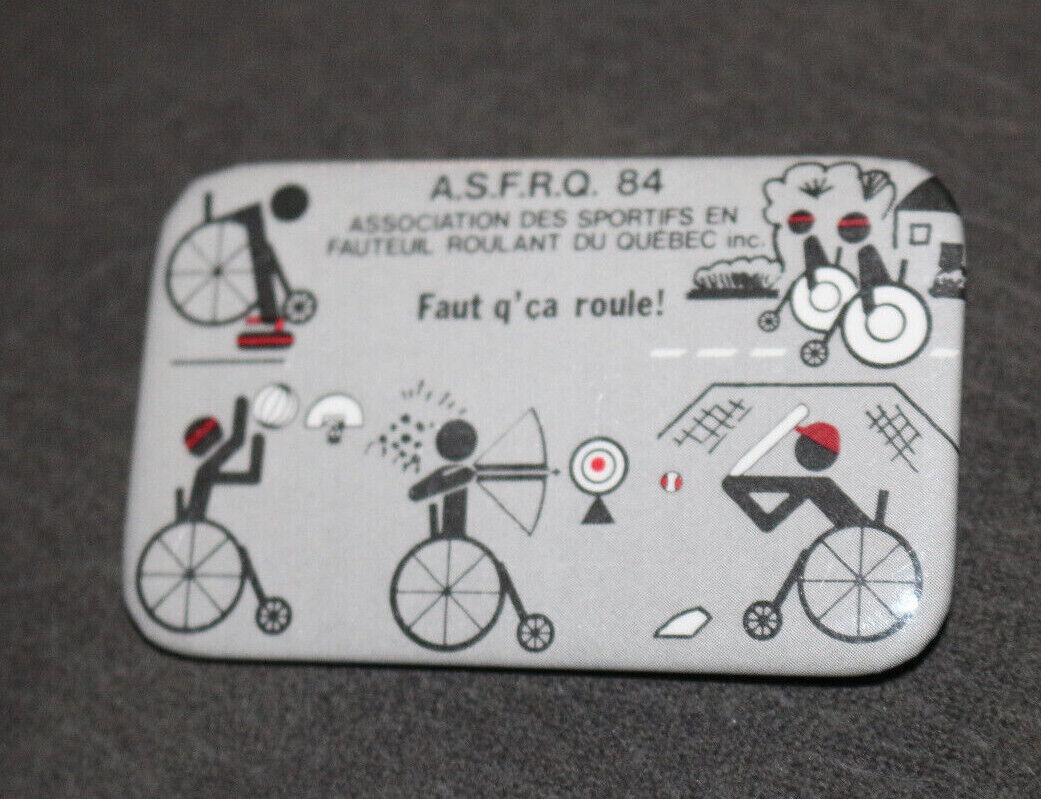 A.S.F.R.Q. 84
ASSOCIATION DES SPORTIFS EN
FAUTEUIL ROULANT DU QUÉBEC inc.
Faut q'ça roule!